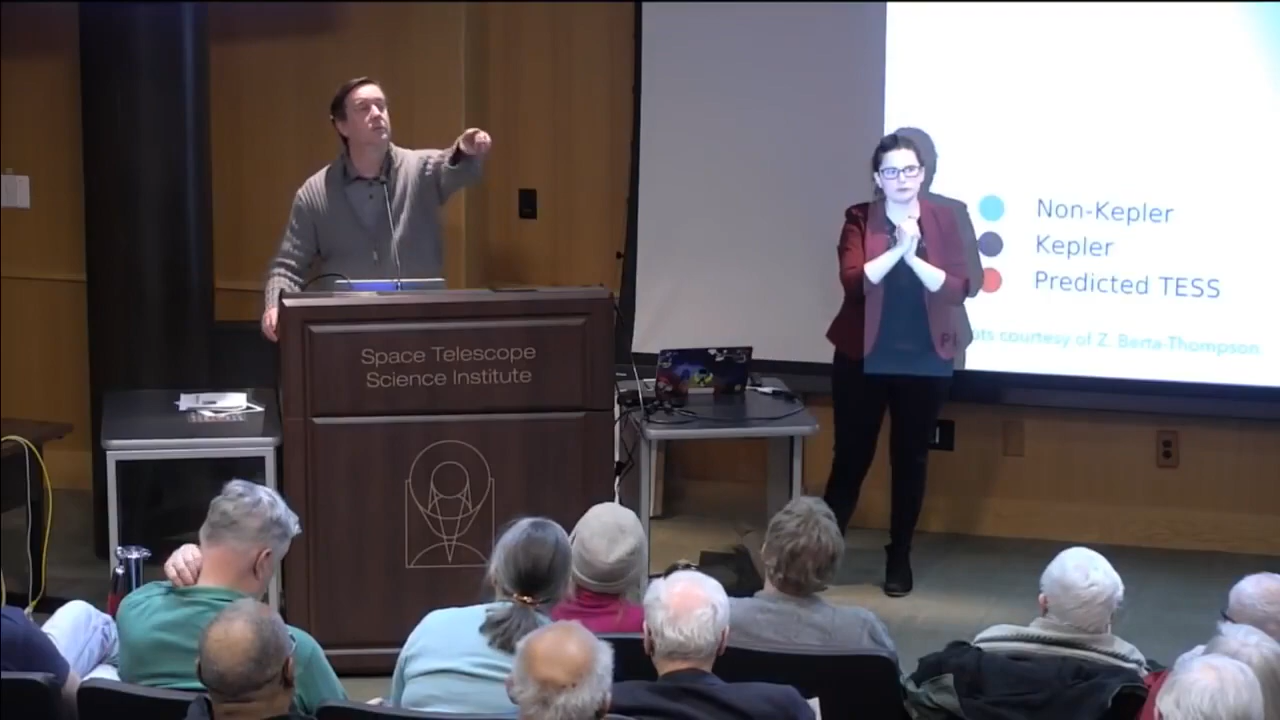 Space Telescope
Science Institute
Non-Kepler
Kepler
Predicted TESS
courtesy of Z. Berta-Thompson